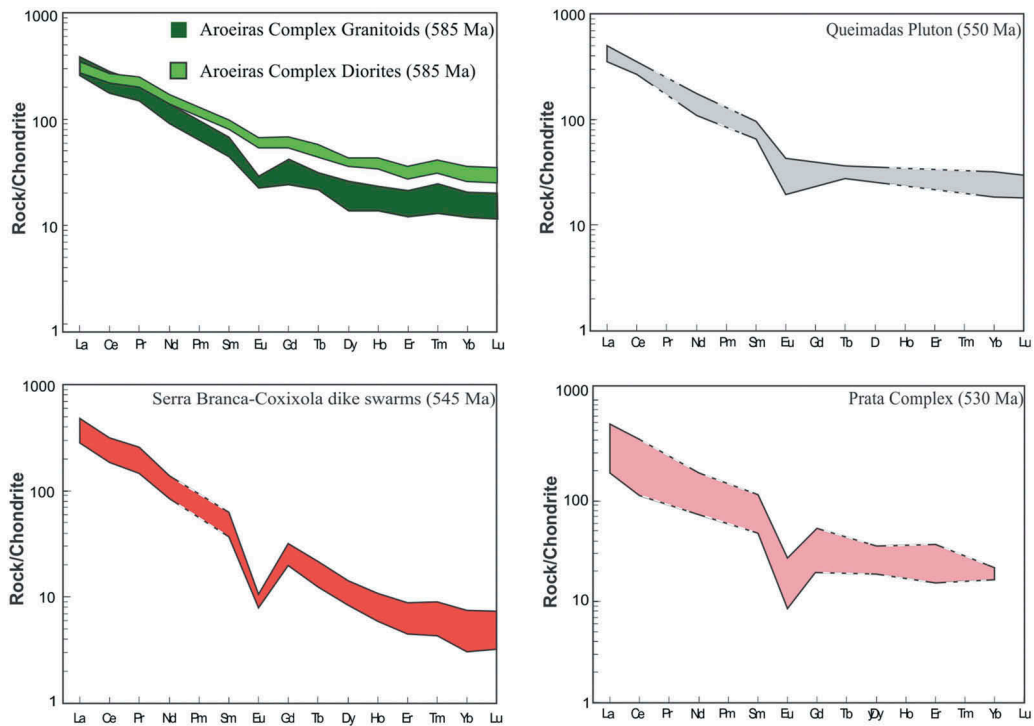 1000
100
10
1
Rock/Chondrite
Aroeiras Complex Granitoids (585 Ma)
Aroeiras Complex Diorites (585 Ma)
La Ce Pr Nd Pm Sm Eu Gd Tb Dy Ho Er Tm Yb Lu
1000
100
10
1
Rock/Chondrite
Queimadas Pluton (550 Ma)
La Ce Pr Nd Pm Sm Eu Gd Tb D Ho Er Tm Yb Lu
1000
100
10
1
Rock/Chondrite
Serra Branca-Coxixola dike swarms (545 Ma)
La Ce Pr Nd Pm Sm Eu Gd Tb Dy Ho Er Tm Yb Lu
1000
100
10
1
Rock/Chondrite
Prata Complex (530 Ma)
La Ce Pr Nd Pm Sm Eu Gd Tb Ho Er Tm Yb Lu